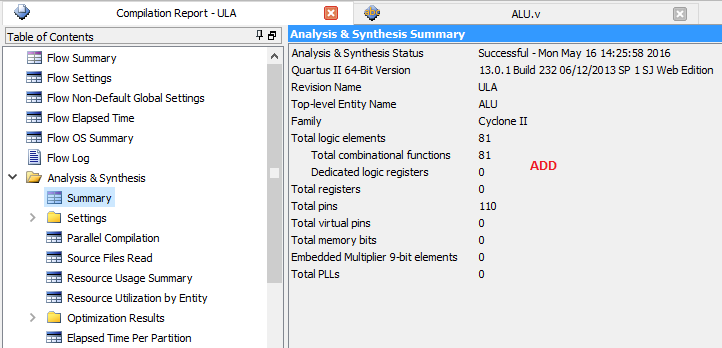 Compilation Report - ULA
ALU.v
Table of Contents
Flow Summary
Flow Settings
Flow Non-Default Global Settings
Flow Elapsed Time
Flow OS Summary
Flow Log
Analysis & Synthesis
Summary
Settings
Parallel Compilation
Source Files Read
Resource Usage Summary
Resource Utilization by Entity
Optimization Results
Elapsed Time Per Partition
Analysis & Synthesis Summary
Analysis & Synthesis Status Successful - Mon May 16 14:25:58 2016
Quartus II 64-Bit Version 13.0.1 Build 232 06/12/2013 SP 1 SJ Web Edition
Revision Name ULA
Top-level Entity Name ALU
Family Cyclone II
Total logic elements 81
Total combinational functions 81
Dedicated logic registers 0
ADD
Total registers 0
Total pins 110
Total virtual pins 0
Total memory bits 0
Embedded Multiplier 9-bit elements 0
Total PLLs 0